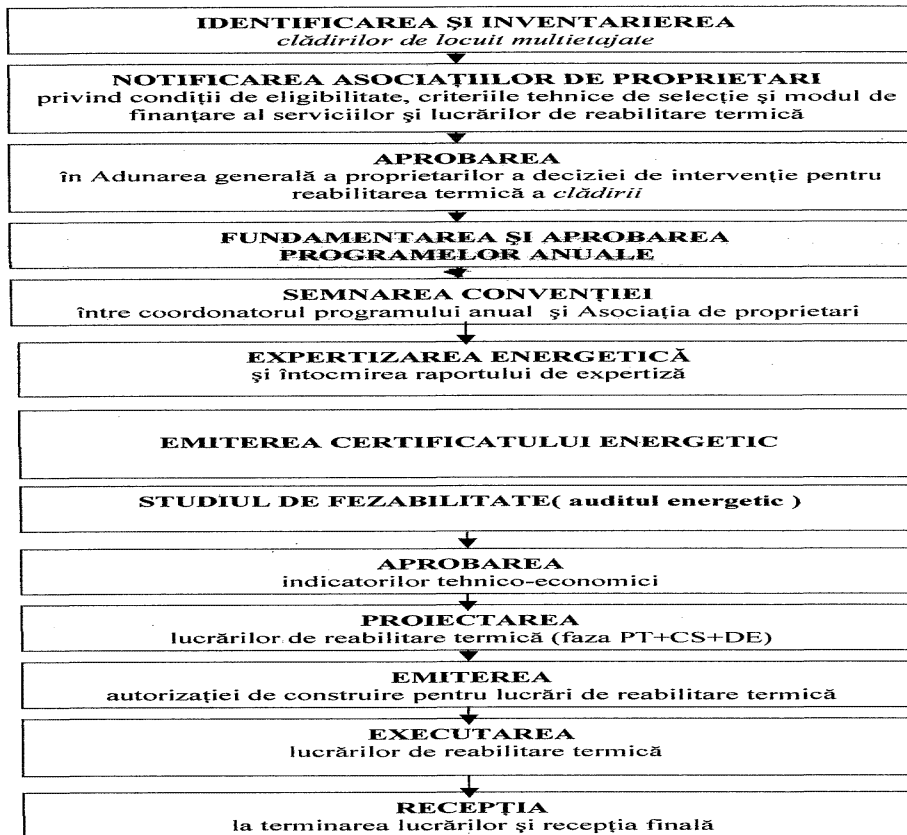 IDENTIFICAREA ŞI INVENTARIEREA
clădirilor de locuit multietajate
NOTIFICAREA ASOCIAŢIILOR DE PROPRIETARI
privind condiţii de eligibilitate, criteriile tehnice de selecţie şi modul de
finanţare al serviciilor şi lucrărilor de reabilitare termică
APROBAREA
în Adunarea generală a proprietarilor a deciziei de intervenţie pentru
reabilitarea termică a clădirii
FUNDAMENTAREA ŞI APROBAREA
PROGRAMELOR ANUALE
SEMNAREA CONVENŢIEI
între coordonatorul programului anual şi Asociaţia de proprietari
EXPERTIZAREA ENERGETICĂ
şi întocmirea raportului de expertiză
EMITEREA CERTIFICATULUI ENERGETIC
STUDIUL DE FEZABILITATE( auditul energetic )
APROBAREA
indicatorilor tehnico-economici
PROIECTAREA
lucrărilor de reabilitare termică (faza PT+CS+DE)
EMITEREA
autorizaţiei de construire pentru lucrări de reabilitare termică
EXECUTAREA
lucrărilor de reabilitare termică
RECEPŢIA
la terminarea lucrărilor şi recepţia finală